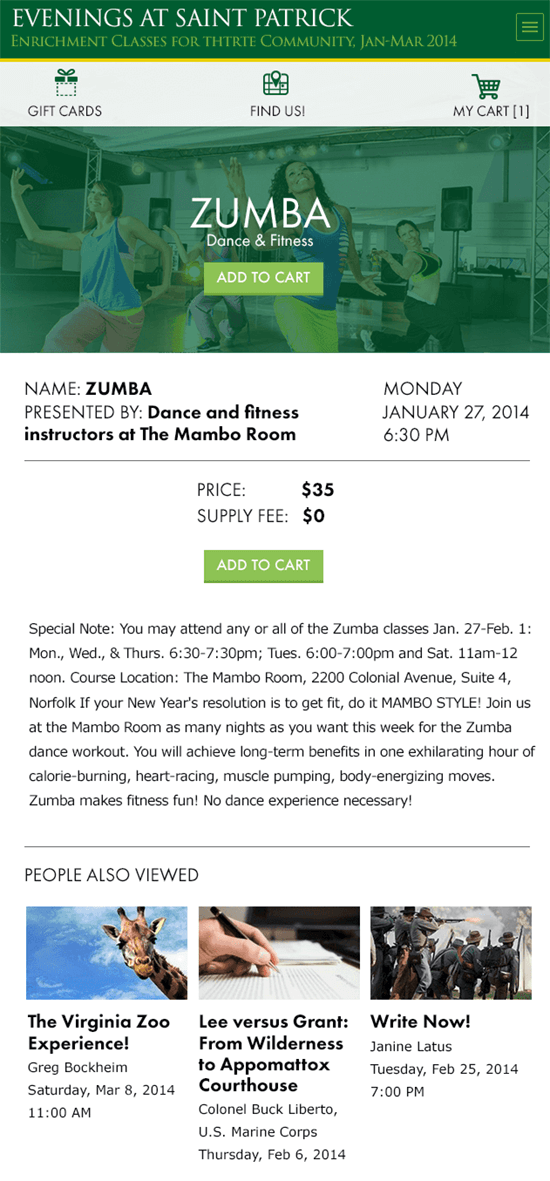 EVENINGS AT SAINT PATRICK
ENRICHMENT CLASSES FOR THTRTE COMMUNITY, JAN-MAR 2014
GIFT CARDS
FIND US!
MY CART [1]
ZUMBA
Dance & Fitness
ADD TO CART
NAME: ZUMBA
PRESENTED BY: Dance and fitness
instructors at The Mambo Room
MONDAY
JANUARY 27, 2014
6:30 PM
PRICE: $35
SUPPLY FEE: $0
ADD TO CART
Special Note: You may attend any or all of the Zumba classes Jan. 27-Feb. 1:
Mon., Wed., & Thurs. 6:30-7:30pm; Tues. 6:00-7:00pm and Sat. 11am-12
noon. Course Location: The Mambo Room, 2200 Colonial Avenue, Suite 4,
Norfolk If your New Year's resolution is to get fit, do it MAMBO STYLE! Join us
at the Mambo Room as many nights as you want this week for the Zumba
dance workout. You will achieve long-term benefits in one exhilarating hour of
calorie-burning, heart-racing, muscle pumping, body-energizing moves.
Zumba makes fitness fun! No dance experience necessary!
PEOPLE ALSO VIEWED
The Virginia Zoo
Experience!
Greg Bockheim
Saturday, Mar 8, 2014
11:00 AM
Lee versus Grant:
From Wilderness
to Appomattox
Courthouse
Colonel Buck Liberto,
U.S. Marine Corps
Thursday, Feb 6, 2014
Write Now!
Janine Latus
Tuesday, Feb 25, 2014
7:00 PM